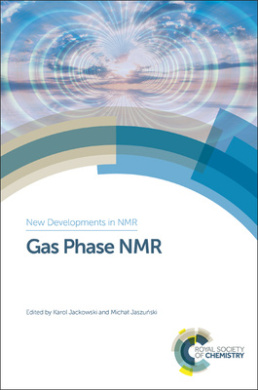 New Developments in NMR
Gas Phase NMR
Edited by Karol Jackowski and Michał Jaszuński
ROYAL SOCIETY
OF CHEMISTRY